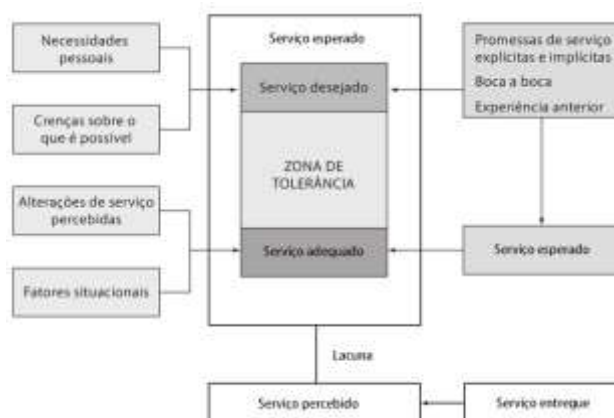 Necessidades
pessoais
Crenças sobre o
que é possível
Alterações de serviço
percebidas
Fatores situacionais
Serviço esperado
Serviço desejado
ZONA DE
TOLERÂNCIA
Serviço adequado
Promessas de serviço
explícitas e implícitas
Boca a boca
Experiência anterior
Serviço esperado
Lacuna
Serviço percebido
Serviço entregue